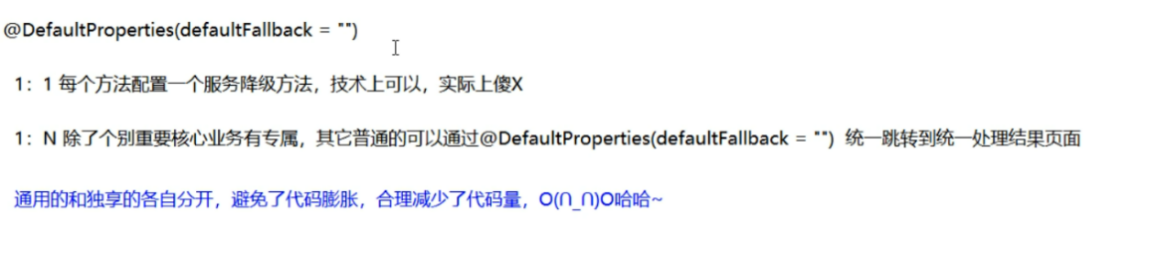 @DefaultProperties(defaultFallback = "")
1：1 每个方法配置一个服务降级方法，技术上可以，实际上傻X
1：N 除了个别重要核心业务有专属，其它普通的可以通过@DefaultProperties(defaultFallback = "") 统一跳转到统一处理结果页面
通用的和独享的各自分开，避免了代码膨胀，合理减少了代码量，O(∩_∩)O哈哈~